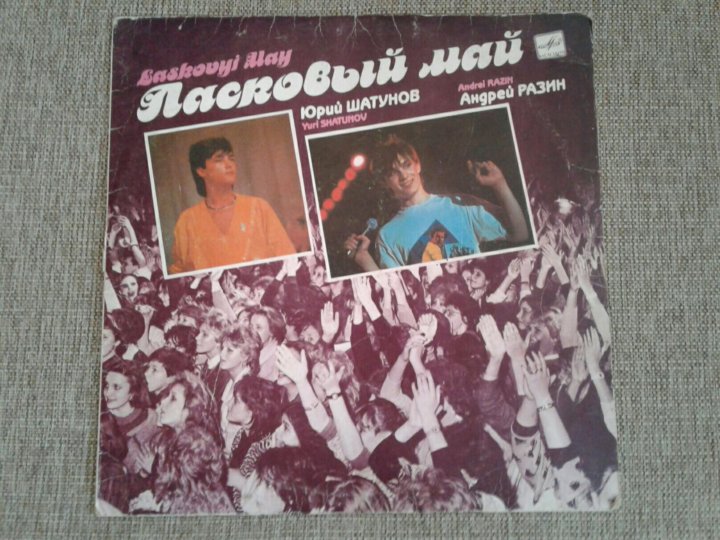 Laskovyi May
Ласковый май
Юрий ШАТУНОВ
Yuri SHATUNOV
Andrei RAZIN
Андрей РАЗИН